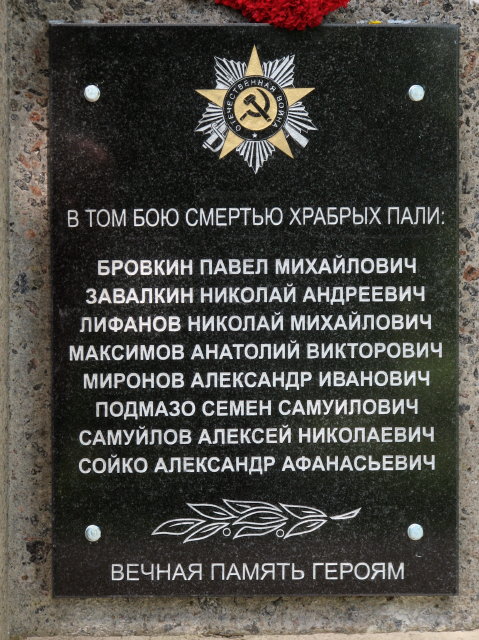 ОТЕЧЕСТВЕННАЯ ВОЙНА
В ТОМ БОЮ СМЕРТЬЮ ХРАБРЫХ ПАЛИ:
БРОВКИН ПАВЕЛ МИХАЙЛОВИЧ
ЗАВАЛКИН НИКОЛАЙ АНДРЕЕВИЧ
ЛИФАНОВ НИКОЛАЙ МИХАЙЛОВИЧ
МАКСИМОВ АНАТОЛИЙ ВИКТОРОВИЧ
МИРОНОВ АЛЕКСАНДР ИВАНОВИЧ
ПОДМАЗО СЕМЕН САМУИЛОВИЧ
САМУЙЛОВ АЛЕКСЕЙ НИКОЛАЕВИЧ
СОЙКО АЛЕКСАНДР АФАНАСЬЕВИЧ
ВЕЧНАЯ ПАМЯТЬ ГЕРОЯМ